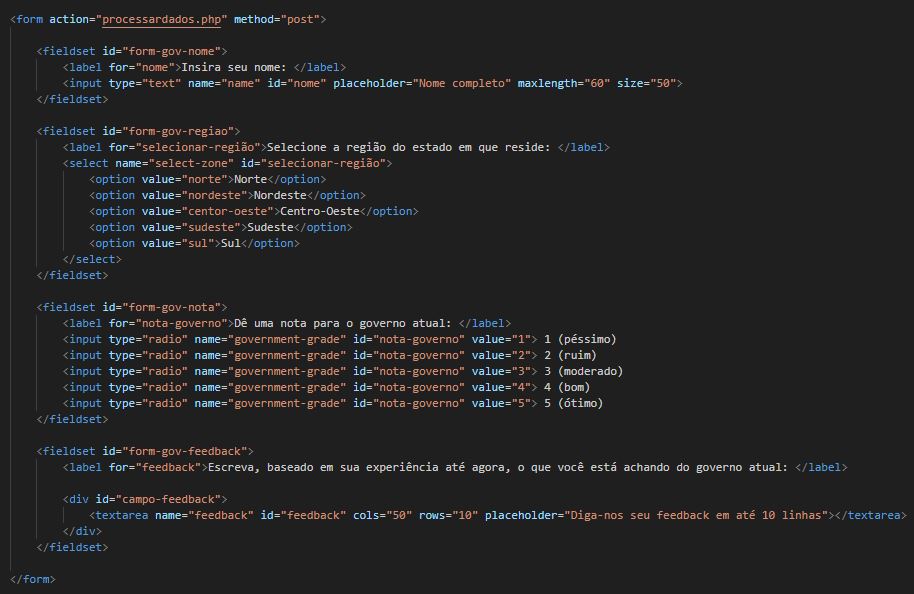 <form action="processardados.php" method="post">
<fieldset id="form-gov-nome">
<label for="nome">Insira seu nome: </label>
<input type="text" name="name" id="nome" placeholder="Nome completo" maxlength="60" size="50">
</fieldset>
<fieldset id="form-gov-regiao">
<label for="selecionar-região">Selecione a região do estado em que reside: </label>
<select name="select-zone" id="selecionar-região">
<option value="norte">Norte</option>
<option value="nordeste">Nordeste</option>
<option value="centor-oeste">Centro-Oeste</option>
<option value="sudeste">Sudeste</option>
<option value="sul">Sul</option>
</select>
</fieldset>
<fieldset id="form-gov-nota">
<label for="nota-governo">Dê uma nota para o governo atual: </label>
<input type="radio" name="government-grade" id="nota-governo" value="1"> 1 (péssimo)
<input type="radio" name="government-grade" id="nota-governo" value="2"> 2 (ruim)
<input type="radio" name="government-grade" id="nota-governo" value="3"> 3 (moderado)
<input type="radio" name="government-grade" id="nota-governo" value="4"> 4 (bom)
<input type="radio" name="government-grade" id="nota-governo" value="5"> 5 (ótimo)
</fieldset>
<fieldset id="form-gov-feedback">
<label for="feedback">Escreva, baseado em sua experiência até agora, o que você está achando do governo atual: </label>
<div id="campo-feedback">
<textarea name="feedback" id="feedback" cols="50" rows="10" placeholder="Diga-nos seu feedback em até 10 linhas"></textarea>
</div>
</fieldset>
</form>